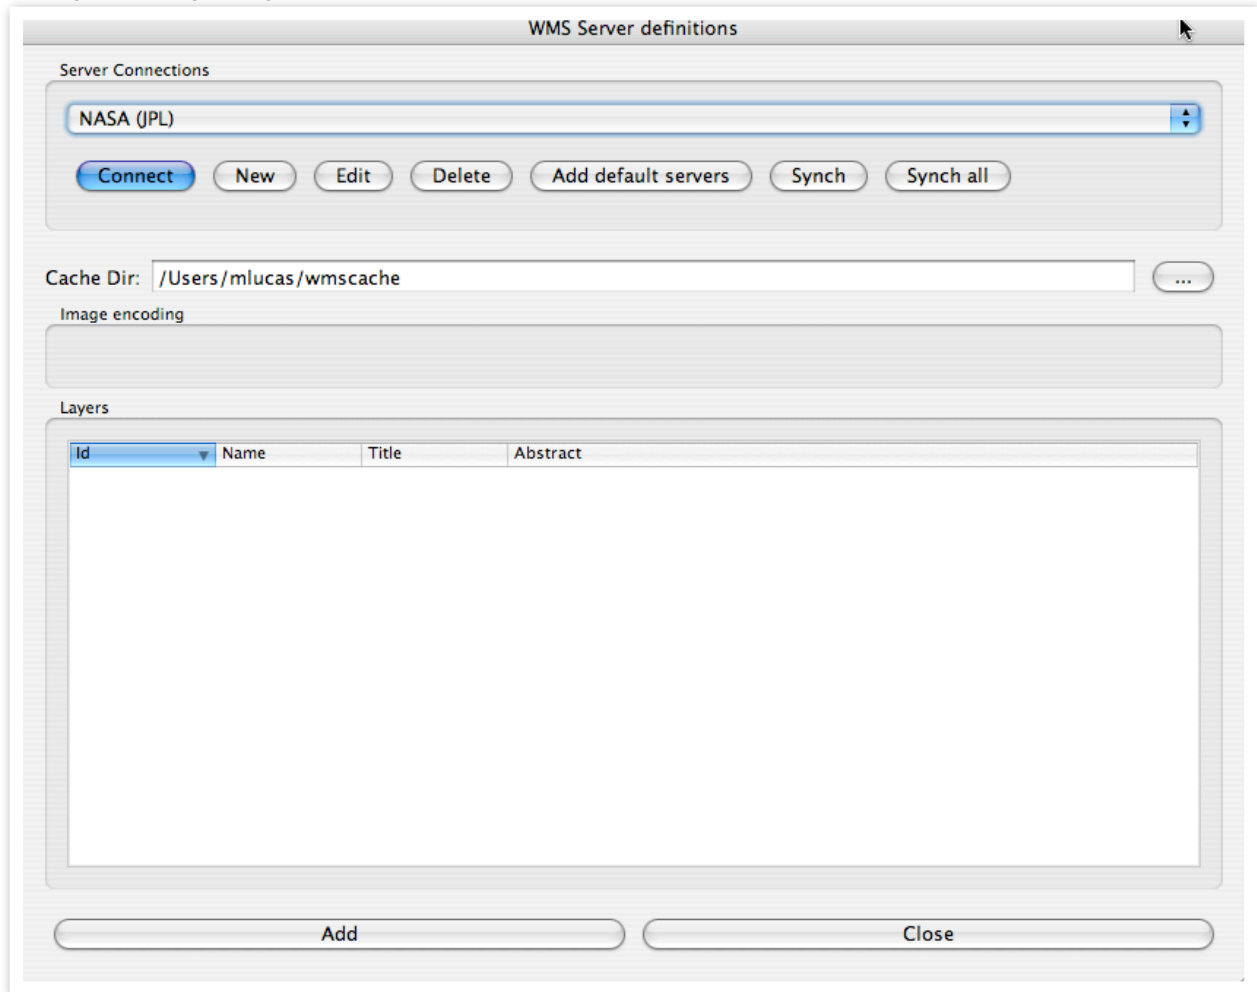 WMS Server definitions
Server Connections
NASA (JPL)
Connect New Edit Delete Add default servers Synch Synch all
Cache Dir: /Users/mlucas/wmscache ...
Image encoding
Layers
Id Name Title Abstract
Add Close